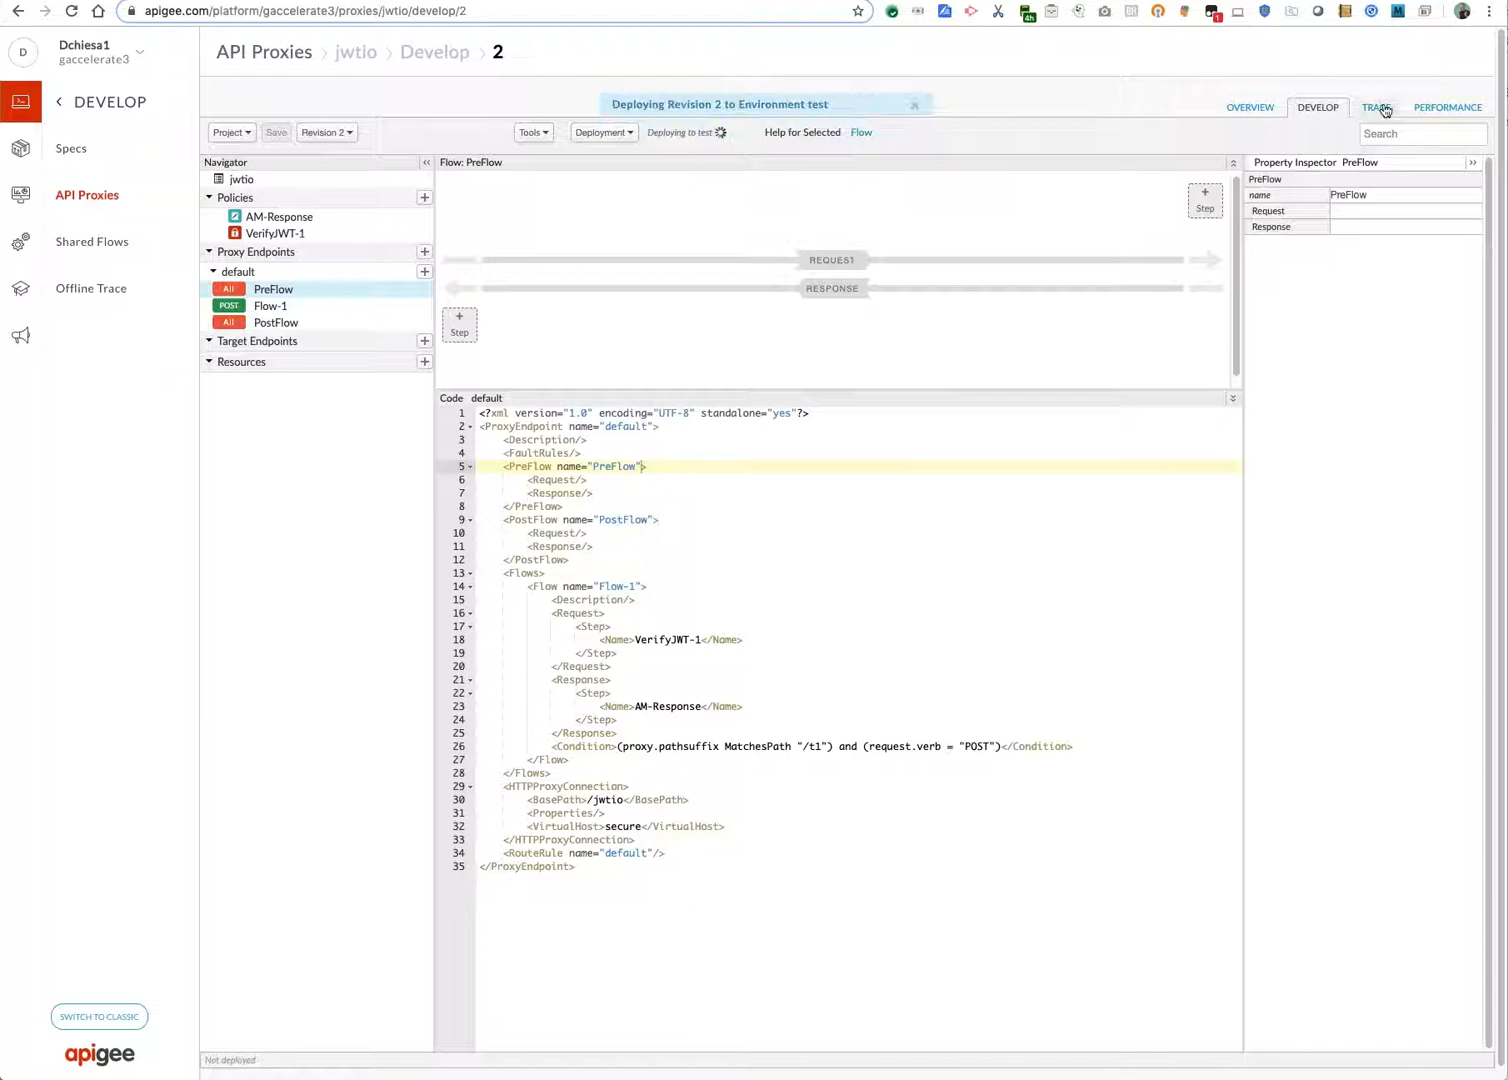 apigee.com/platform/gaccelerate3/proxies/jwtio/develop/2
4h
1
M
D
Dchiesa1
gaccelerate3
API Proxies › jwtio › Develop › 2
‹ DEVELOP
Specs
API Proxies
Shared Flows
Offline Trace
SWITCH TO CLASSIC
apigee
Deploying Revision 2 to Environment test ×
OVERVIEW
DEVELOP
TRACE
PERFORMANCE
Project
Save
Revision 2
Tools
Deployment
Deploying to test
Help for Selected
Flow
Search
Navigator «
jwtio
Policies +
AM-Response
VerifyJWT-1
Proxy Endpoints +
default +
All PreFlow
POST Flow-1
All PostFlow
Target Endpoints +
Resources +
Flow: PreFlow
+
Step
REQUEST
RESPONSE
+
Step
Property Inspector PreFlow »
PreFlow
name PreFlow
Request
Response
Code default
1 <?xml version="1.0" encoding="UTF-8" standalone="yes"?>
2 <ProxyEndpoint name="default">
3 <Description/>
4 <FaultRules/>
5 <PreFlow name="PreFlow">
6 <Request/>
7 <Response/>
8 </PreFlow>
9 <PostFlow name="PostFlow">
10 <Request/>
11 <Response/>
12 </PostFlow>
13 <Flows>
14 <Flow name="Flow-1">
15 <Description/>
16 <Request>
17 <Step>
18 <Name>VerifyJWT-1</Name>
19 </Step>
20 </Request>
21 <Response>
22 <Step>
23 <Name>AM-Response</Name>
24 </Step>
25 </Response>
26 <Condition>(proxy.pathsuffix MatchesPath "/t1") and (request.verb = "POST")</Condition>
27 </Flow>
28 </Flows>
29 <HTTPProxyConnection>
30 <BasePath>/jwtio</BasePath>
31 <Properties/>
32 <VirtualHost>secure</VirtualHost>
33 </HTTPProxyConnection>
34 <RouteRule name="default"/>
35 </ProxyEndpoint>
Not deployed